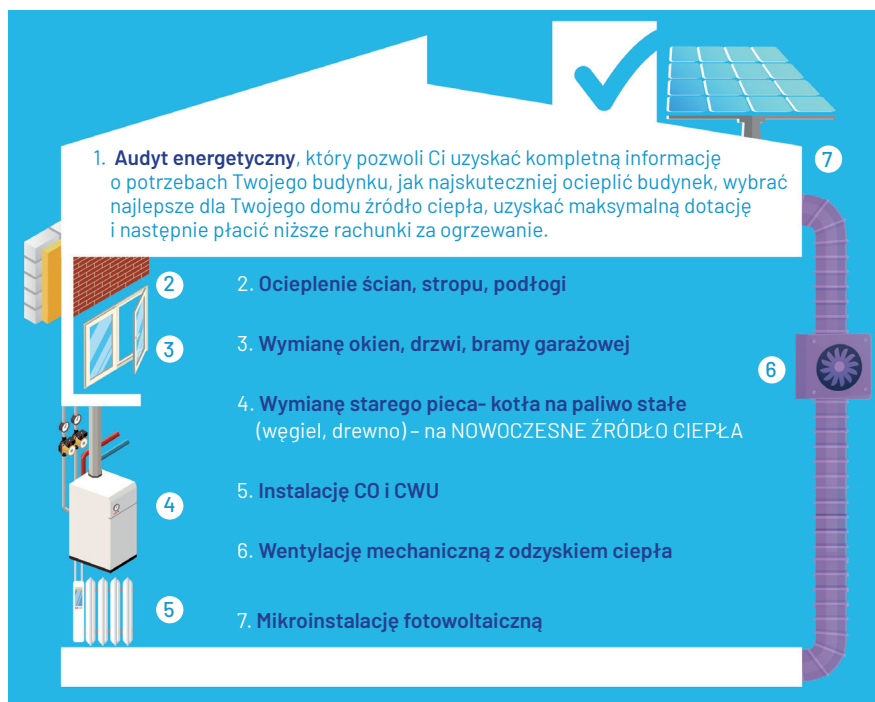 1. Audyt energetyczny, który pozwoli Ci uzyskać kompletną informację
o potrzebach Twojego budynku, jak najskuteczniej ocieplić budynek, wybrać
najlepsze dla Twojego domu źródło ciepła, uzyskać maksymalną dotację
i następnie płacić niższe rachunki za ogrzewanie.
7
2
2. Ocieplenie ścian, stropu, podłogi
3
3. Wymianę okien, drzwi, bramy garażowej
6
4. Wymianę starego pieca- kotła na paliwo stałe
(węgiel, drewno) – na NOWOCZESNE ŹRÓDŁO CIEPŁA
4
5. Instalację CO i CWU
6. Wentylację mechaniczną z odzyskiem ciepła
5
7. Mikroinstalację fotowoltaiczną